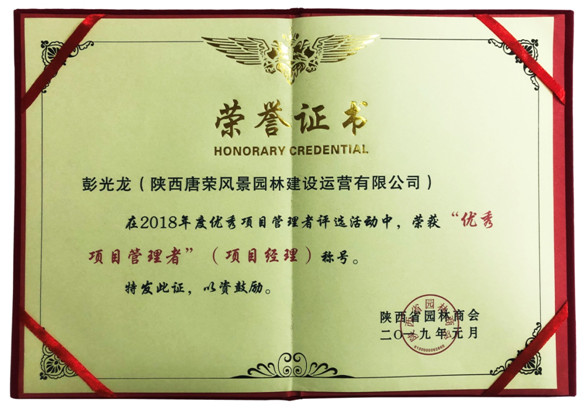 荣誉证书
HONORARY CREDENTIAL
彭光龙（陕西唐荣风景园林建设运营有限公司）
在2018年度优秀项目管理者评选活动中，荣获“优秀
项目管理者”（项目经理）称号。
特发此证，以资鼓励。
陕西省园林商会
二〇一九年元月